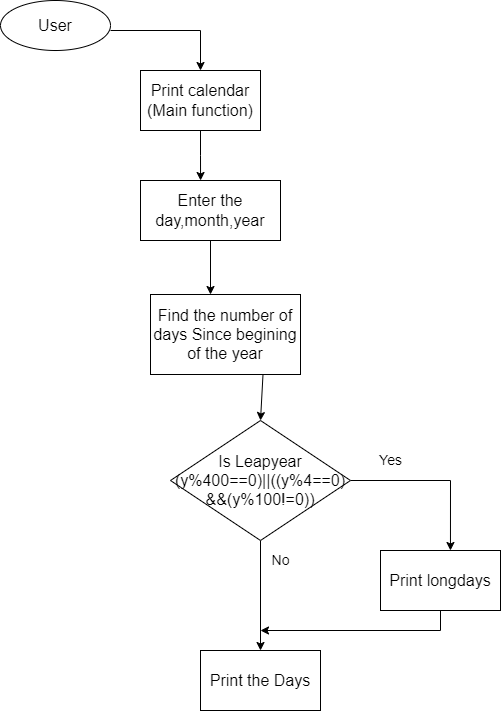 User
Print calendar
(Main function)
Enter the
day,month,year
Find the number of
days Since begining
of the year
Is Leapyear
(y%400==0)||((y%4==0)
&&(y%100!=0))
Yes
No
Print longdays
Print the Days